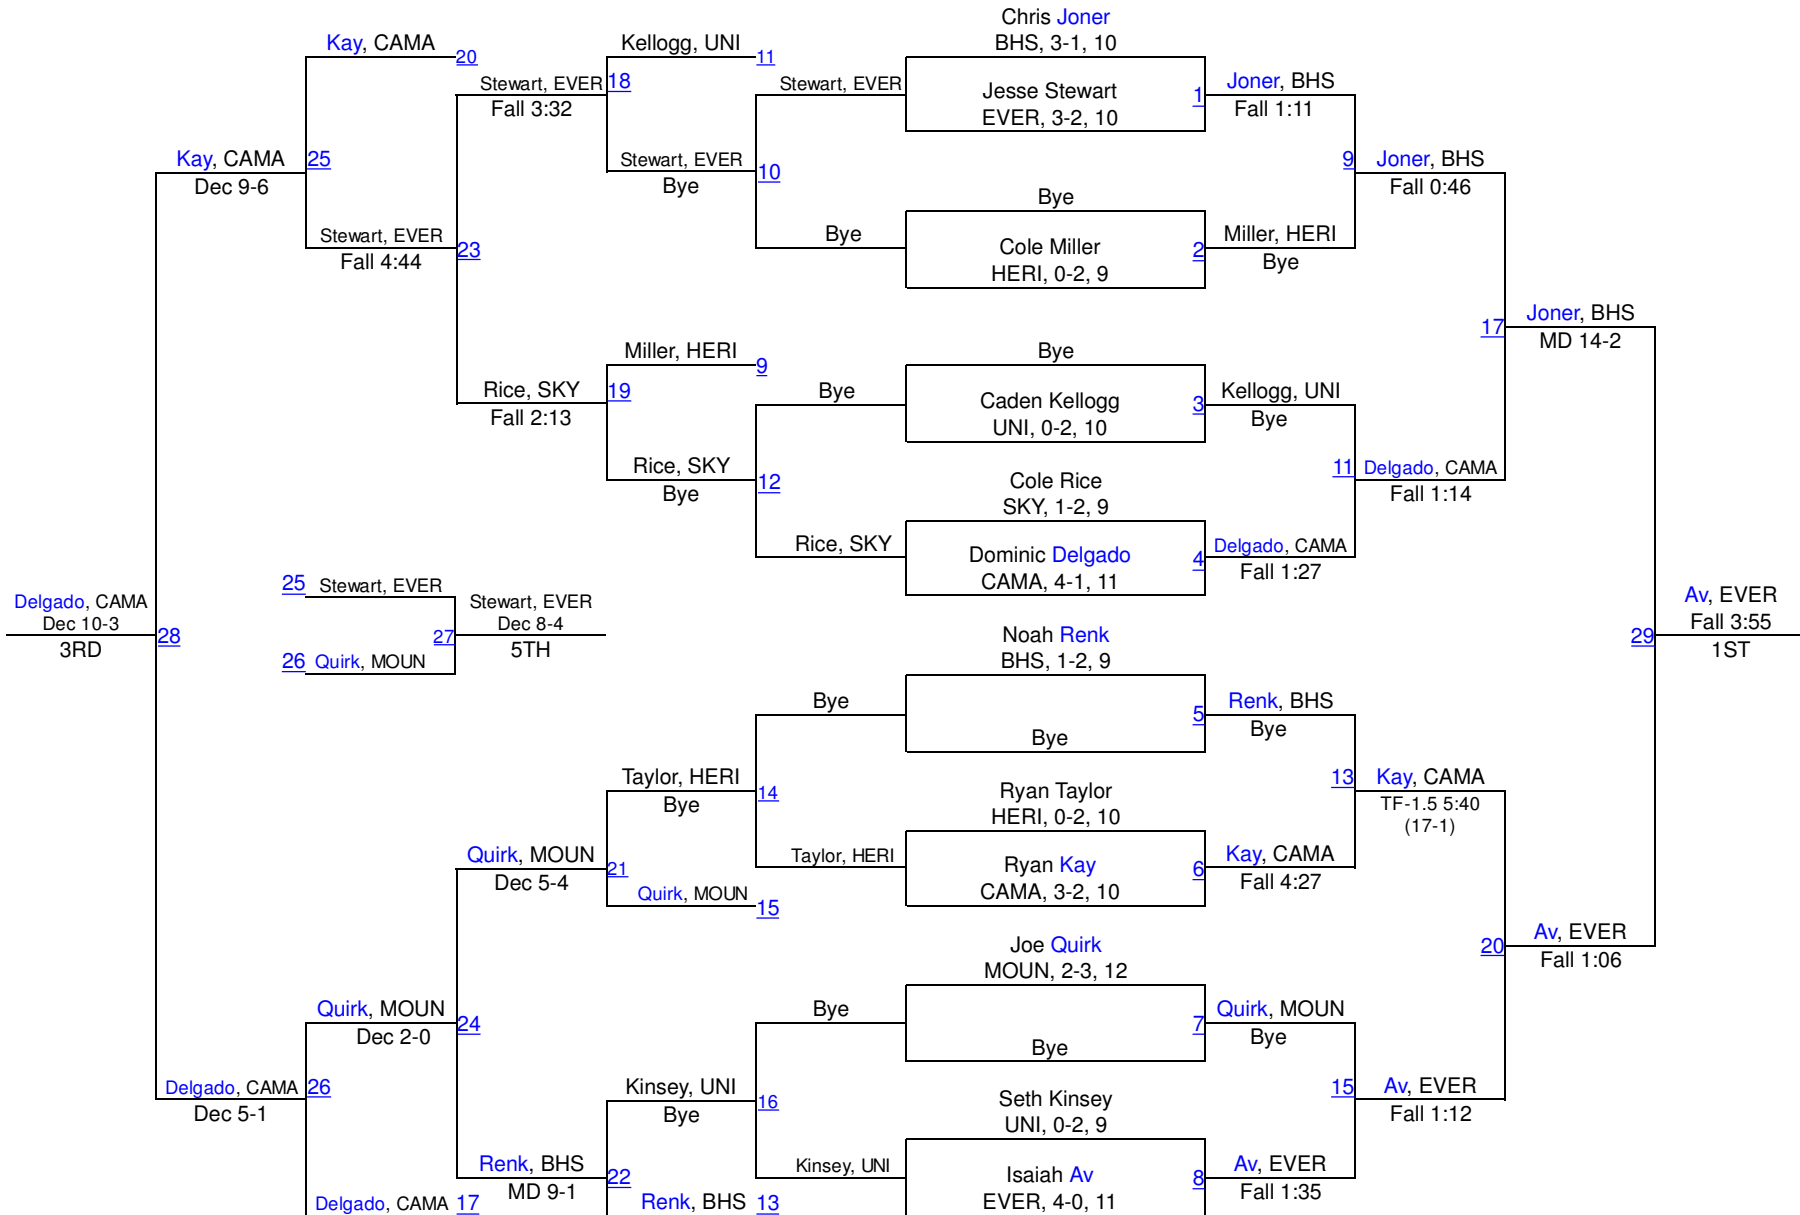 Chris Joner
BHS, 3-1, 10
Kay, CAMA
20
Kellogg, UNI
11
Stewart, EVER
18
Fall 3:32
Stewart, EVER
Jesse Stewart
EVER, 3-2, 10
1
Joner, BHS
Fall 1:11
Kay, CAMA
25
Dec 9-6
Stewart, EVER
10
Bye
9
Joner, BHS
Fall 0:46
Bye
Stewart, EVER
23
Fall 4:44
Bye
Cole Miller
HERI, 0-2, 9
2
Miller, HERI
Bye
17
Joner, BHS
MD 14-2
Miller, HERI
9
Bye
Rice, SKY
19
Fall 2:13
Bye
Caden Kellogg
UNI, 0-2, 10
3
Kellogg, UNI
Bye
Rice, SKY
12
Bye
Cole Rice
SKY, 1-2, 9
11
Delgado, CAMA
Fall 1:14
Rice, SKY
Dominic Delgado
CAMA, 4-1, 11
4
Delgado, CAMA
Fall 1:27
25
Stewart, EVER
Delgado, CAMA
Dec 10-3
28
3RD
27
Stewart, EVER
Dec 8-4
5TH
26
Quirk, MOUN
Noah Renk
BHS, 1-2, 9
29
Av, EVER
Fall 3:55
1ST
Bye
Bye
5
Renk, BHS
Bye
Taylor, HERI
14
Bye
Ryan Taylor
HERI, 0-2, 10
13
Kay, CAMA
TF-1.5 5:40
(17-1)
Quirk, MOUN
21
Dec 5-4
Taylor, HERI
Ryan Kay
CAMA, 3-2, 10
6
Kay, CAMA
Fall 4:27
Quirk, MOUN
15
Joe Quirk
MOUN, 2-3, 12
20
Av, EVER
Fall 1:06
Quirk, MOUN
24
Dec 2-0
Bye
Bye
7
Quirk, MOUN
Bye
Delgado, CAMA
26
Dec 5-1
Kinsey, UNI
16
Bye
Seth Kinsey
UNI, 0-2, 9
15
Av, EVER
Fall 1:12
Renk, BHS
22
MD 9-1
Kinsey, UNI
Isaiah Av
EVER, 4-0, 11
8
Av, EVER
Fall 1:35
Delgado, CAMA
17
Renk, BHS
13